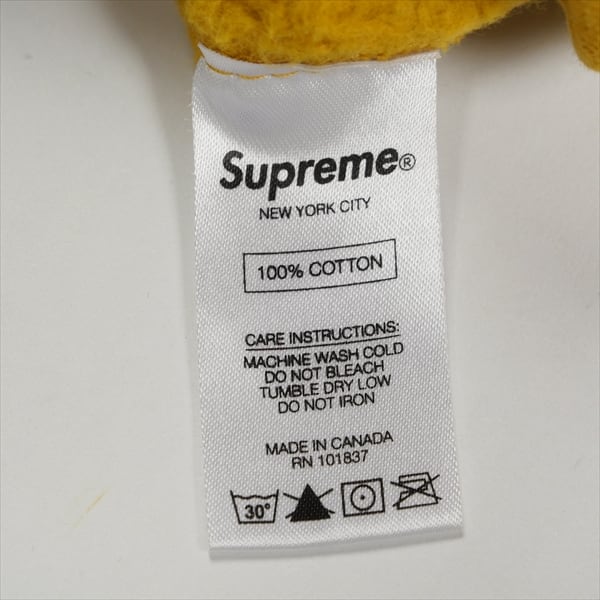 Supreme®
NEW YORK CITY
100% COTTON
CARE INSTRUCTIONS:
MACHINE WASH COLD
DO NOT BLEACH
TUMBLE DRY LOW
DO NOT IRON
MADE IN CANADA
RN 101837
30°